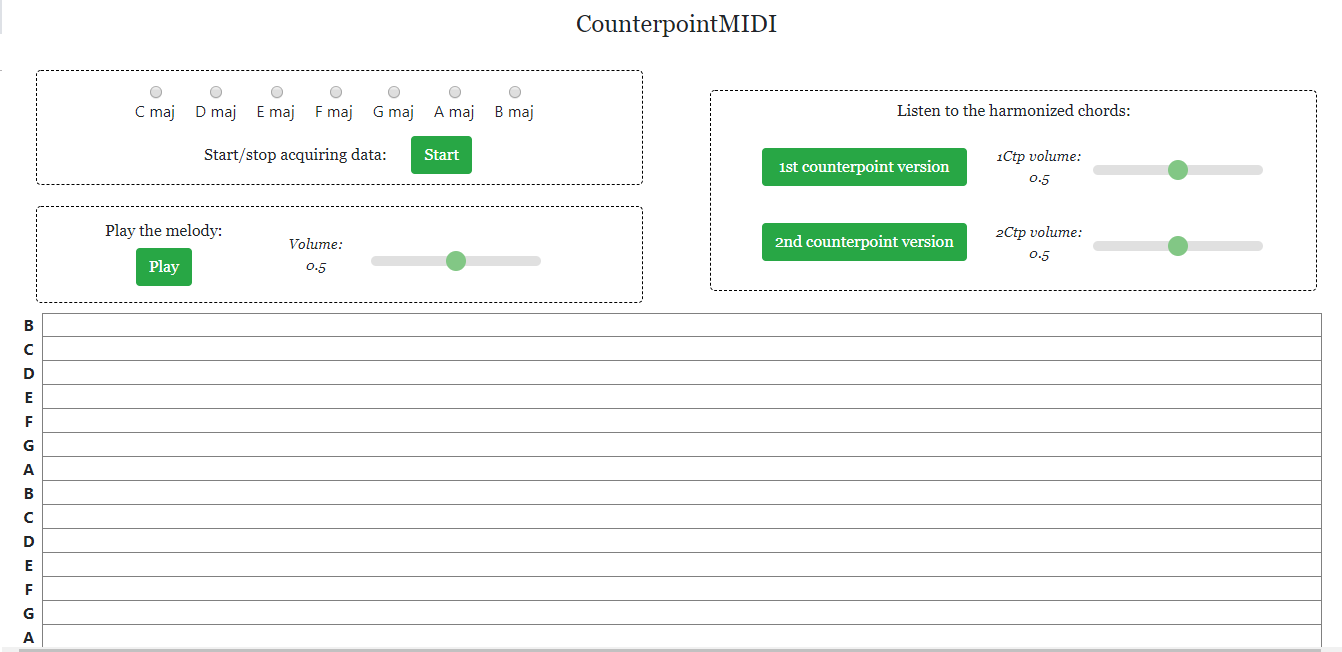 CounterpointMIDI
C maj D maj E maj F maj G maj A maj B maj
Start/stop acquiring data: Start
Play the melody:
Play
Volume:
0.5
Listen to the harmonized chords:
1st counterpoint version
1Ctp volume:
0.5
2nd counterpoint version
2Ctp volume:
0.5
B
C
D
E
F
G
A
B
C
D
E
F
G
A